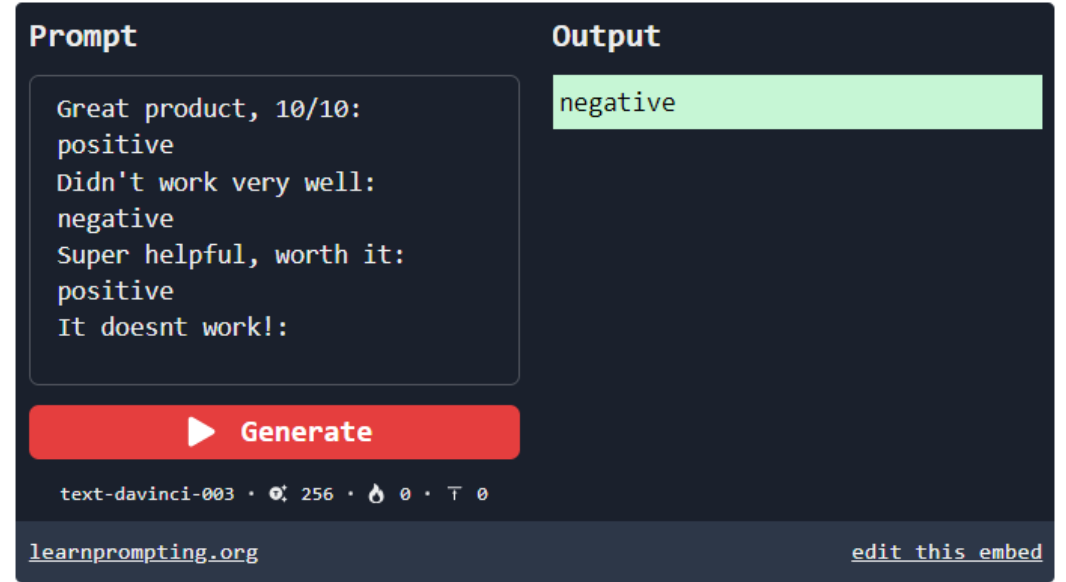 Prompt
Great product, 10/10:
positive
Didn't work very well:
negative
Super helpful, worth it:
positive
It doesnt work!:
Generate
text-davinci-003 · 256 · 0 · 0
Output
negative
learnprompting.org
edit this embed